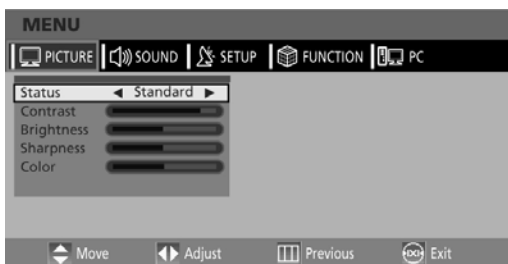 MENU
PICTURE SOUND SETUP FUNCTION PC
Status Standard
Contrast
Brightness
Sharpness
Color
Move Adjust Previous Exit